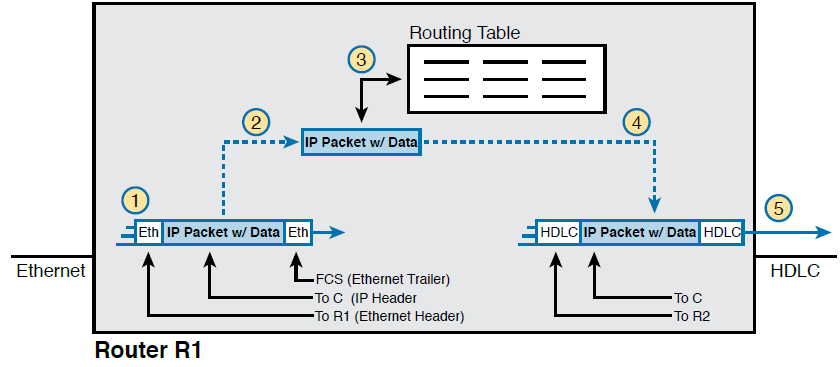 Routing Table
3
2
4
IP Packet w/ Data
1
5
Eth IP Packet w/ Data Eth
HDLC IP Packet w/ Data HDLC
Ethernet
HDLC
FCS (Ethernet Trailer)
To C (IP Header
To R1 (Ethernet Header)
To C
To R2
Router R1